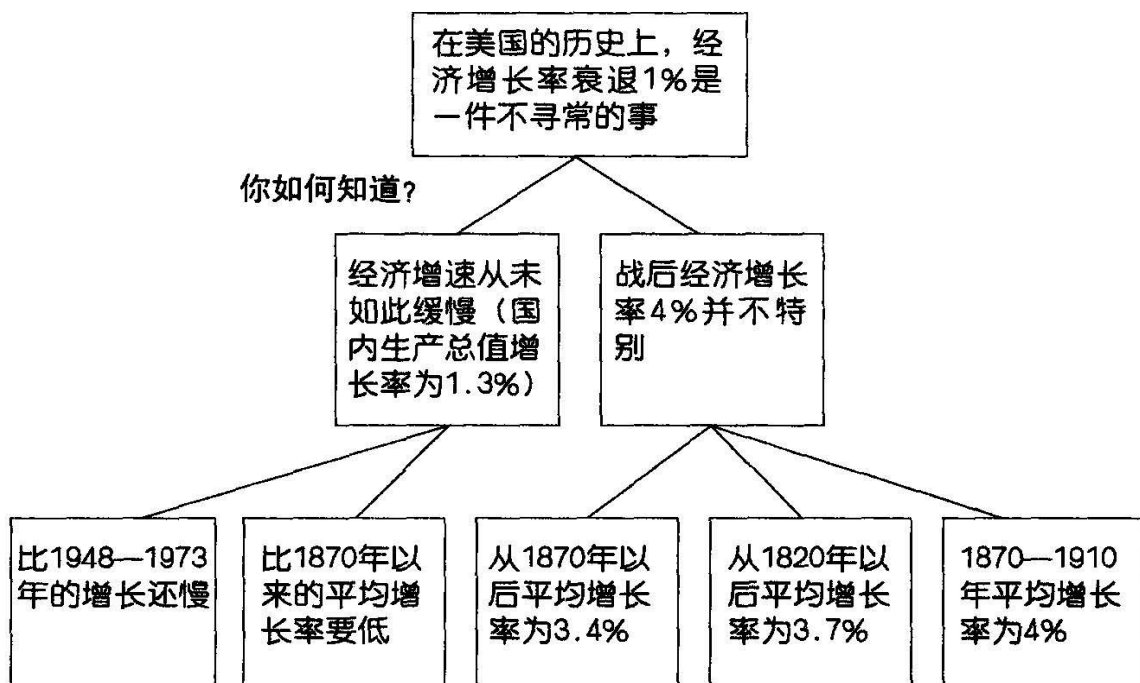 在美国的历史上，经
济增长率衰退1%是
一件不寻常的事
你如何知道？
经济增速从未
如此缓慢（国
内生产总值增
长率为1.3%）
战后经济增长
率4%并不特
别
比1948—1973
年的增长还慢
比1870年以
来的平均增
长率要低
从1870年以
后平均增长
率为3.4%
从1820年以
后平均增长
率为3.7%
1870—1910
年平均增长
率为4%